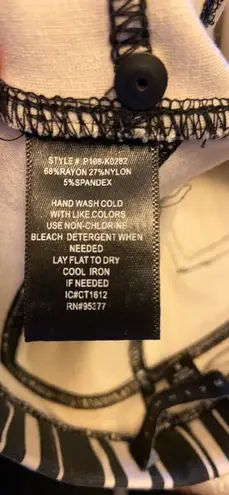 STYLE #: P108-K0282
68%RAYON 27%NYLON
5%SPANDEX
HAND WASH COLD
WITH LIKE COLORS
USE NON-CHLORINE
BLEACH DETERGENT WHEN
NEEDED
LAY FLAT TO DRY
COOL IRON
IF NEEDED
IC#CT1612
RN#95377